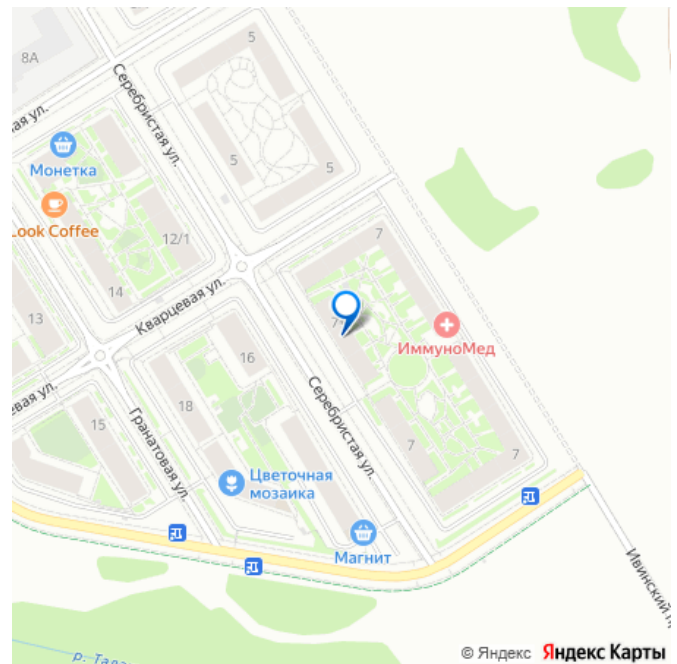 8А
5
Серебристая ул.
ая ул.
Монетка
5
5
Look Coffee
12/1
7
14
Кварцевая ул.
13
7
ИммуноМед
16
18
евая ул.
15
Гранатовая ул.
Серебристая ул.
7
7
Цветочная
мозаика
Магнит
Ивинский п
р. Тала
© Яндекс Яндекс Карты